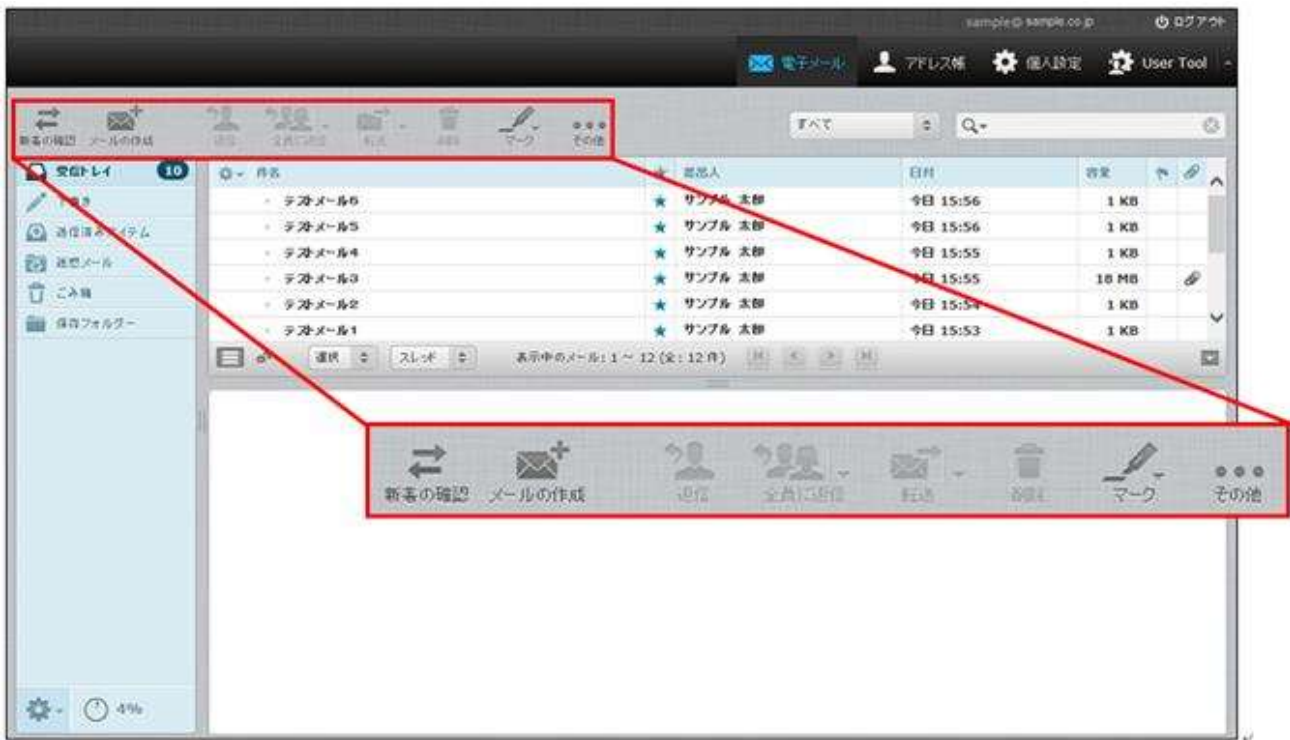 sample@sample.co.jp ログアウト
電子メール アドレス帳 個人設定 User Tool
新着の確認 メールの作成 返信 全員に返信 転送 削除 マーク その他
すべて
受信トレイ 10
下書き
送信済みアイテム
迷惑メール
ごみ箱
保存フォルダー
件名 差出人 日付 容量
テストメール6 サンプル 太郎 今日 15:56 1 KB
テストメール5 サンプル 太郎 今日 15:56 1 KB
テストメール4 サンプル 太郎 今日 15:55 1 KB
テストメール3 サンプル 太郎 今日 15:55 18 MB
テストメール2 サンプル 太郎 今日 15:54 1 KB
テストメール1 サンプル 太郎 今日 15:53 1 KB
選択 スレッド 表示中のメール: 1 ~ 12 (全: 12 件)
新着の確認 メールの作成 返信 全員に返信 転送 削除 マーク その他
4%